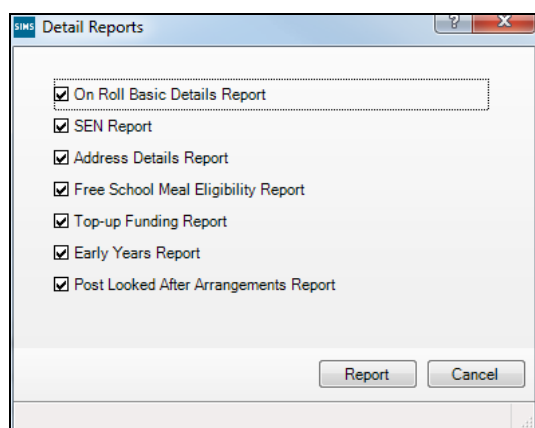 SIMS Detail Reports
On Roll Basic Details Report
SEN Report
Address Details Report
Free School Meal Eligibility Report
Top-up Funding Report
Early Years Report
Post Looked After Arrangements Report
Report Cancel